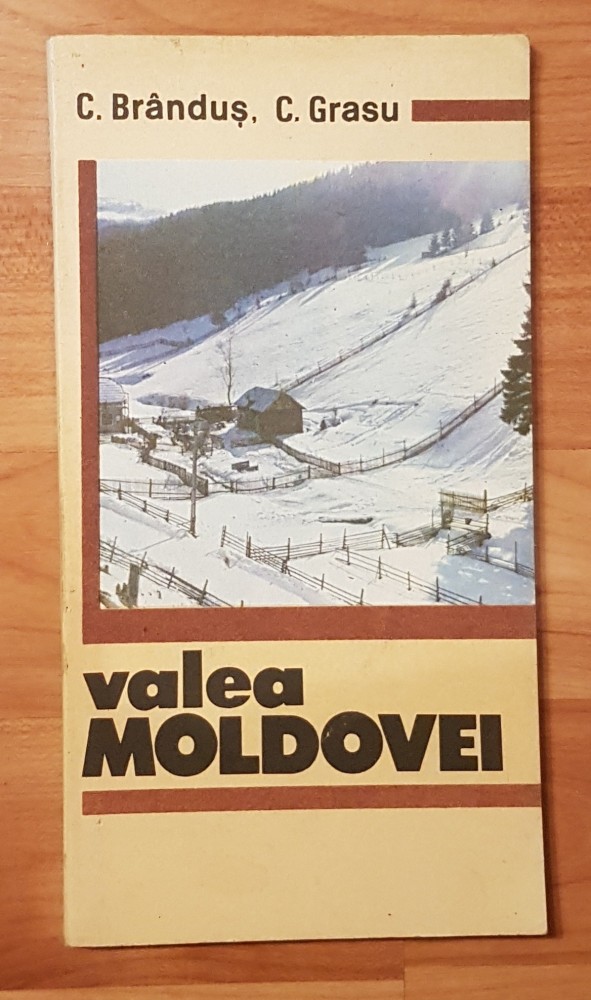 C. Brânduș, C. Grasu
valea
MOLDOVEI